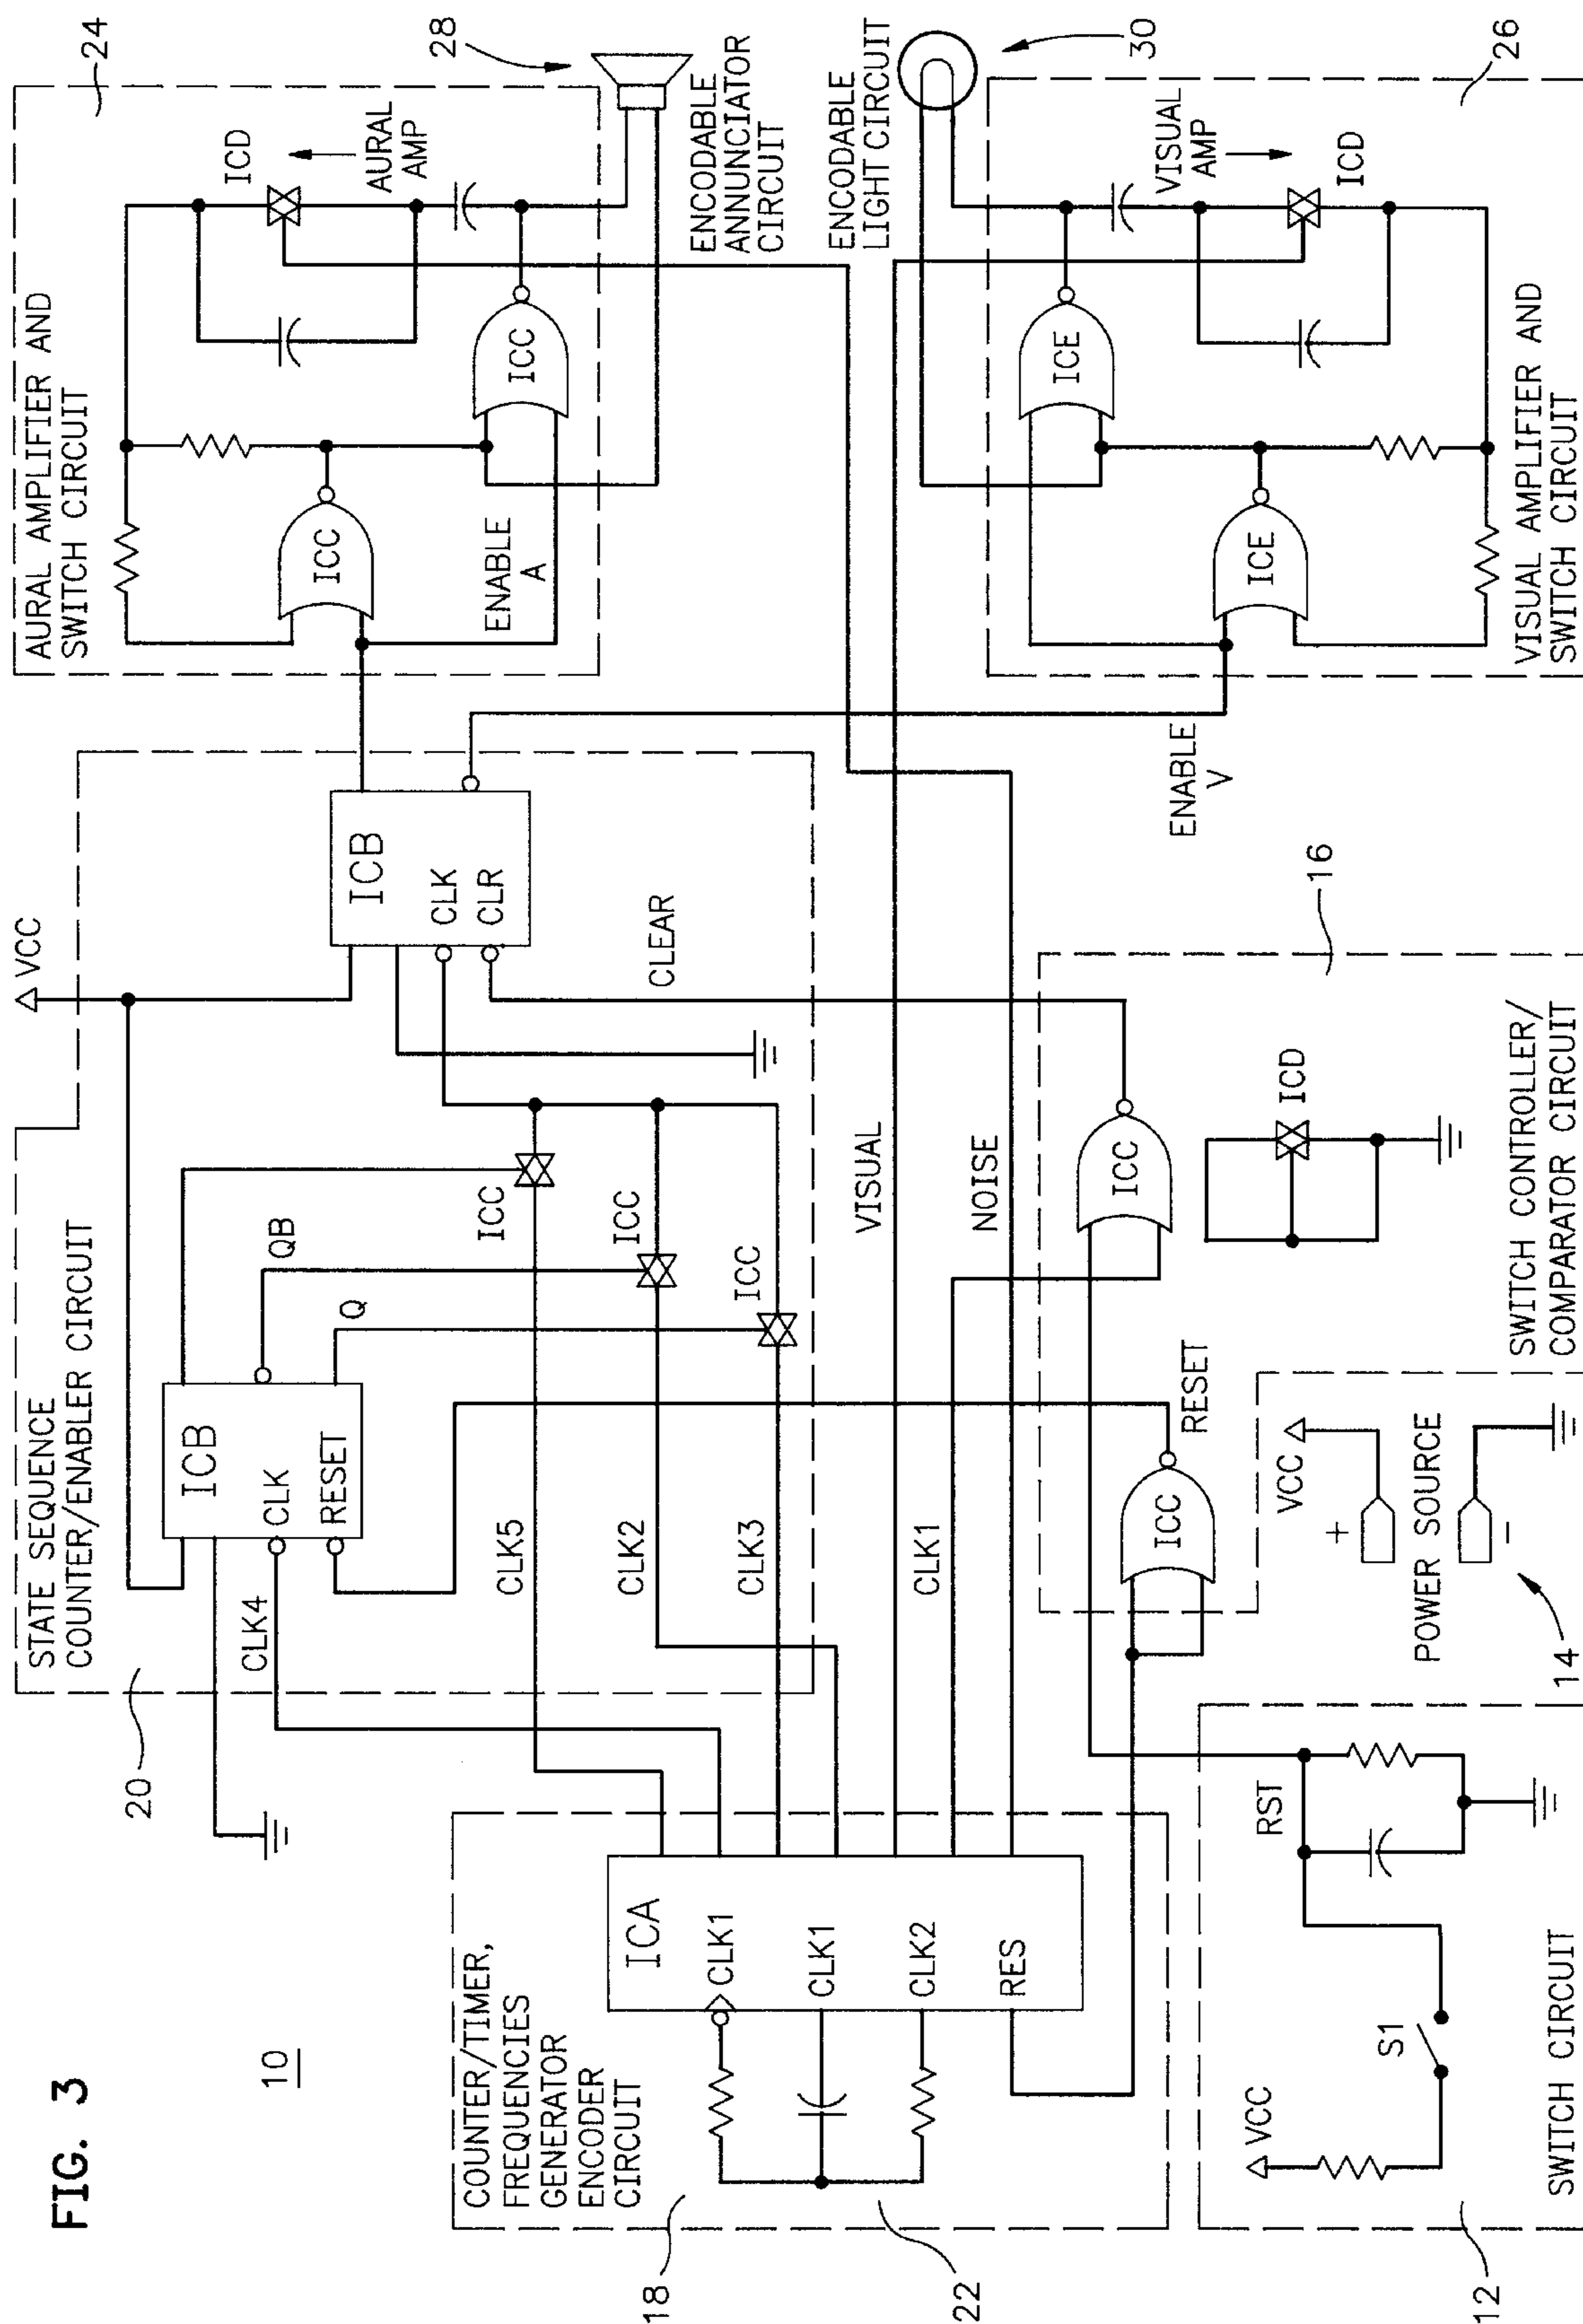 FIG. 3
10
20
STATE SEQUENCE
COUNTER/ENABLER CIRCUIT
VCC
AURAL AMPLIFIER AND
SWITCH CIRCUIT
24
ICB
CLK
RESET
CLK4
QB
Q
ICC
ICC
ICC
CLK5
CLK2
CLK3
ICB
CLK
CLR
CLEAR
ICC
ENABLE
A
ICC
ICD
AURAL
AMP
28
ENCODABLE
ANNUNCIATOR
CIRCUIT
COUNTER/TIMER,
FREQUENCIES
GENERATOR
ENCODER
CIRCUIT
18
22
ICA
CLK1
CLK1
CLK2
RES
VISUAL
CLK1
NOISE
ENCODABLE
LIGHT CIRCUIT
30
ENABLE
V
ICE
ICE
VISUAL
AMP
ICD
26
VISUAL AMPLIFIER AND
SWITCH CIRCUIT
12
VCC
S1
RST
SWITCH CIRCUIT
ICC
RESET
ICC
ICD
16
SWITCH CONTROLLER/
COMPARATOR CIRCUIT
VCC
+
POWER SOURCE
-
14